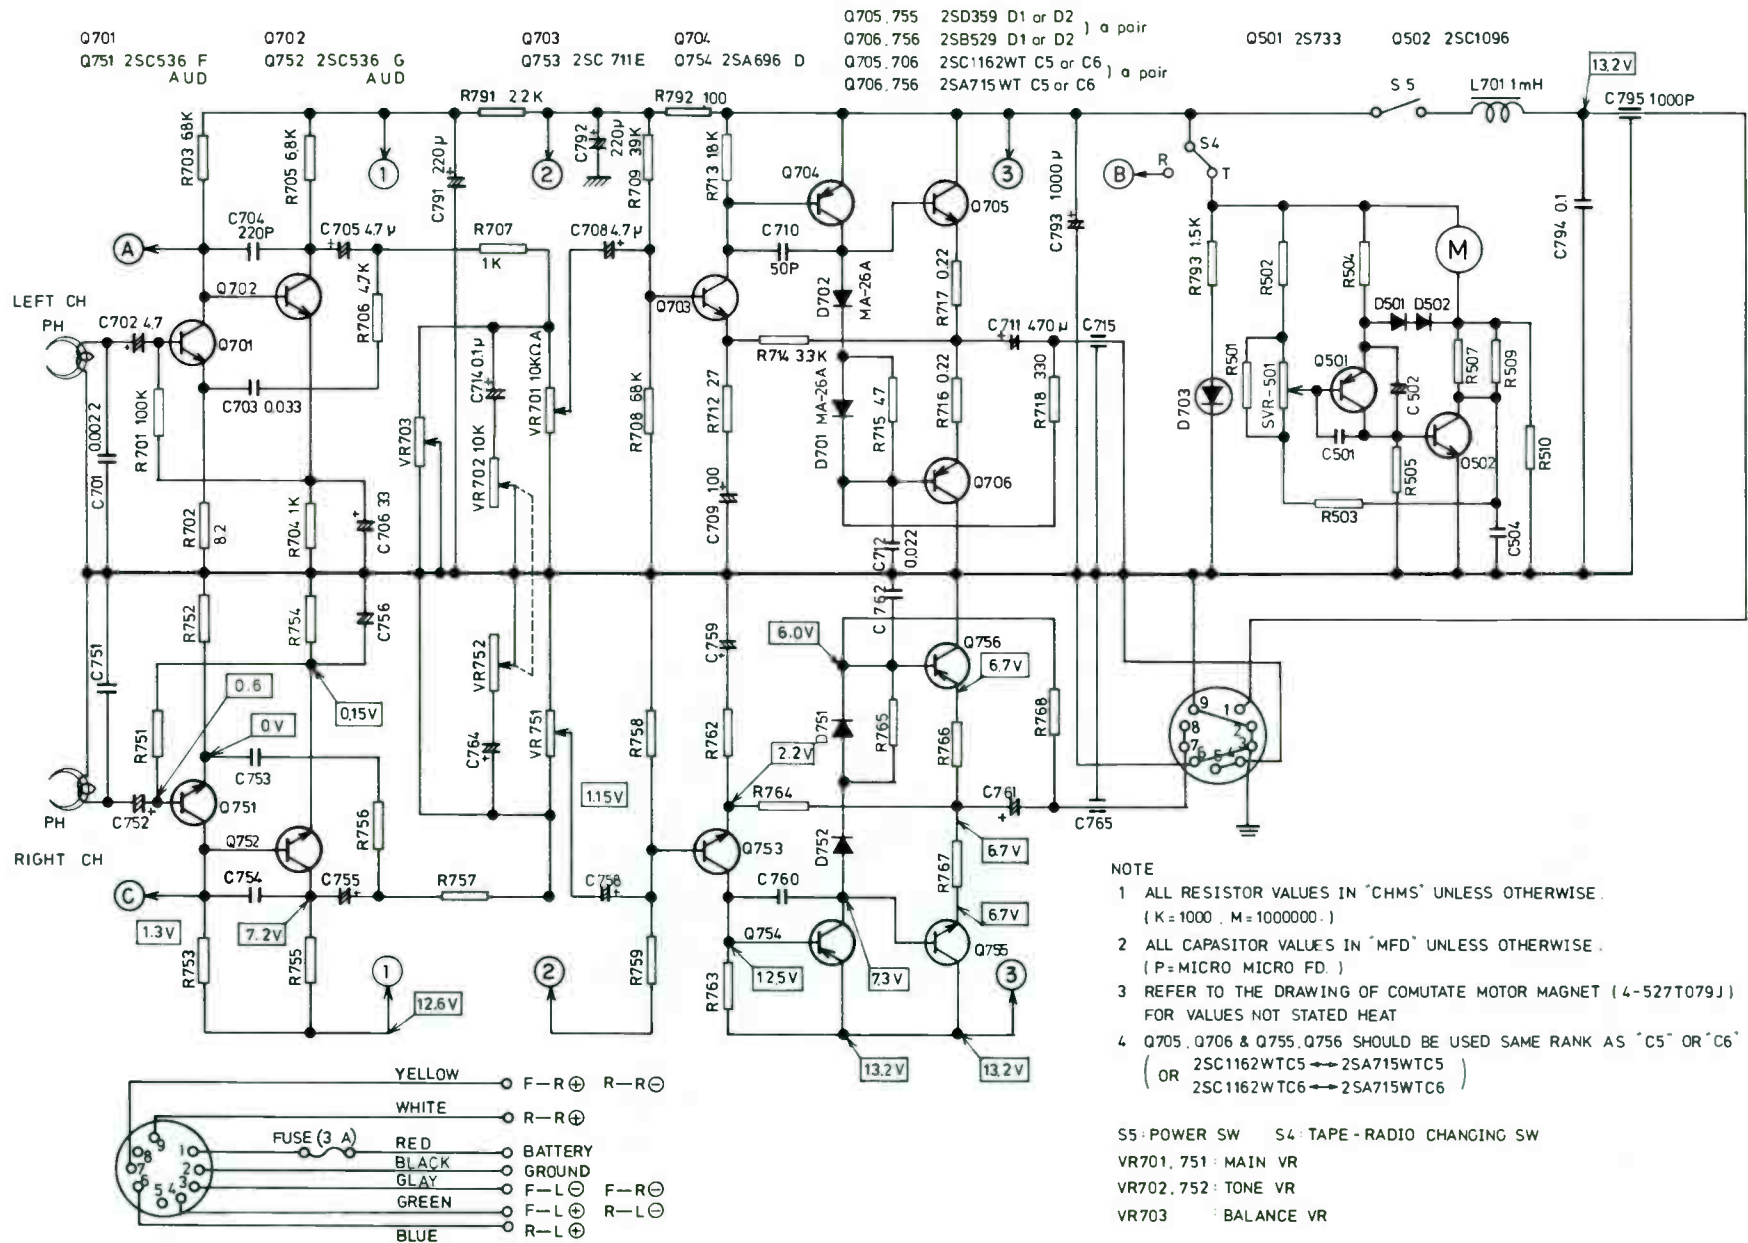 Q701
Q751 2SC536 F
AUD
Q702
Q752 2SC536 G
AUD
Q703
Q753 2SC 711E
Q704
Q754 2SA696 D
Q705.755 2SD359 D1 or D2
Q706.756 2SB529 D1 or D2
) a pair
Q705.706 2SC1162WT C5 or C6
Q706.756 2SA715WT C5 or C6
) a pair
Q501 2S733
Q502 2SC1096
13.2V
S 5
L701 1mH
C795 1000P
R791 2.2K
R792 100
R703 68K
R705 6.8K
1
C791 220μ
2
C792 220μ
R709 39K
R713 18K
Q704
Q705
3
C793 1000μ
B
R
S4
T
C704 220P
C705 4.7μ
A
R707 1K
C708 4.7μ
C710 50P
D702 MA-26A
R717 0.22
R793 1.5K
R502
R504
M
C794 0.1
LEFT CH
PH
C702 4.7
Q702
Q701
R706 4.7K
Q703
D501 D502
C711 470μ
C715
R714 33K
C703 0.033
C714 0.1μ
VR701 10KΩA
VR703
VR702 10K
R708 68K
R712 27
D701 MA-26A
R715 47
R716 0.22
R718 330
D703
R501
SVR-501
Q501
C502
R507
R509
C701 0.0022
R701 100K
C501
R505
Q502
R510
Q706
R702 8.2
R704 1K
C706 33
C709 100
C712 0.022
R503
C504
R752
R754
C756
C751
VR752
C759
C762
6.0V
Q756
6.7V
0.6
0V
0.15V
R751
C753
C764
VR751
R758
R762
D751
R765
R766
R768
9 1
8 2
7 3
6 5 4
2.2V
1.15V
PH
C752
Q751
R756
R764
C761
C765
RIGHT CH
Q752
Q753
D752
6.7V
R767
C
C754
C755
R757
C758
C760
1.3V
7.2V
6.7V
R753
R755
1
2
R759
Q754
12.5V
7.3V
Q755
3
R763
12.6V
13.2V
13.2V
NOTE
1 ALL RESISTOR VALUES IN "CHMS" UNLESS OTHERWISE.
( K=1000 . M=1000000. )
2 ALL CAPASITOR VALUES IN "MFD" UNLESS OTHERWISE.
( P=MICRO MICRO FD. )
3 REFER TO THE DRAWING OF COMUTATE MOTOR MAGNET (4-527T079J)
FOR VALUES NOT STATED HEAT
4 Q705.Q706 & Q755.Q756 SHOULD BE USED SAME RANK AS "C5" OR "C6"
( OR 2SC1162WTC5 ↔ 2SA715WTC5
2SC1162WTC6 ↔ 2SA715WTC6 )
S5 : POWER SW S4 : TAPE-RADIO CHANGING SW
VR701, 751 : MAIN VR
VR702, 752 : TONE VR
VR703 : BALANCE VR
YELLOW F-R⊕ R-R⊖
WHITE R-R⊕
FUSE (3 A) RED BATTERY
BLACK GROUND
GLAY F-L⊖ F-R⊖
GREEN F-L⊕ R-L⊖
BLUE R-L⊕
9
8 1
7 2
6 3
5 4